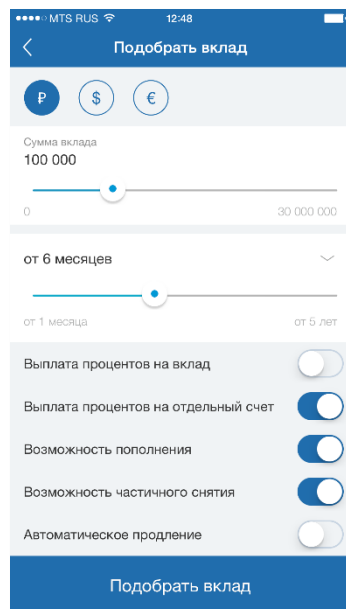 MTS RUS 12:48
Подобрать вклад
₽ $ €
Сумма вклада
100 000
0 30 000 000
от 6 месяцев
от 1 месяца от 5 лет
Выплата процентов на вклад
Выплата процентов на отдельный счет
Возможность пополнения
Возможность частичного снятия
Автоматическое продление
Подобрать вклад